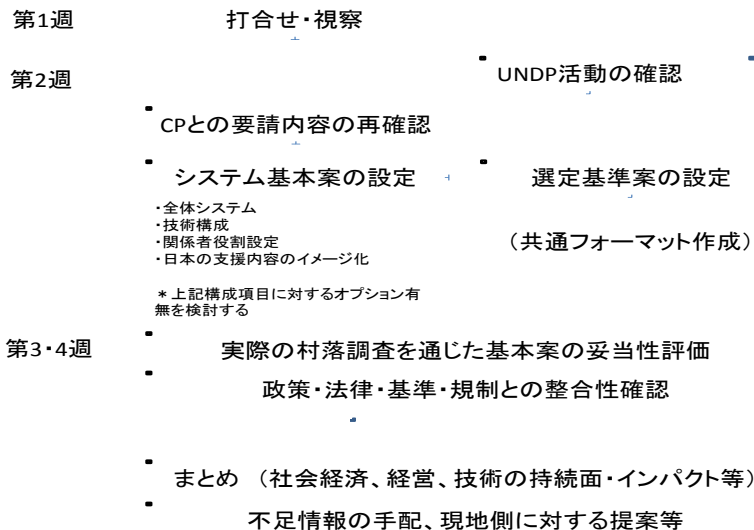 第1週
打合せ・視察
第2週
UNDP活動の確認
CPとの要請内容の再確認
システム基本案の設定
選定基準案の設定
・全体システム
・技術構成
・関係者役割設定
・日本の支援内容のイメージ化
（共通フォーマット作成）
＊上記構成項目に対するオプション有
無を検討する
第3・4週
実際の村落調査を通じた基本案の妥当性評価
政策・法律・基準・規制との整合性確認
まとめ　（社会経済、経営、技術の持続面・インパクト等）
不足情報の手配、現地側に対する提案等